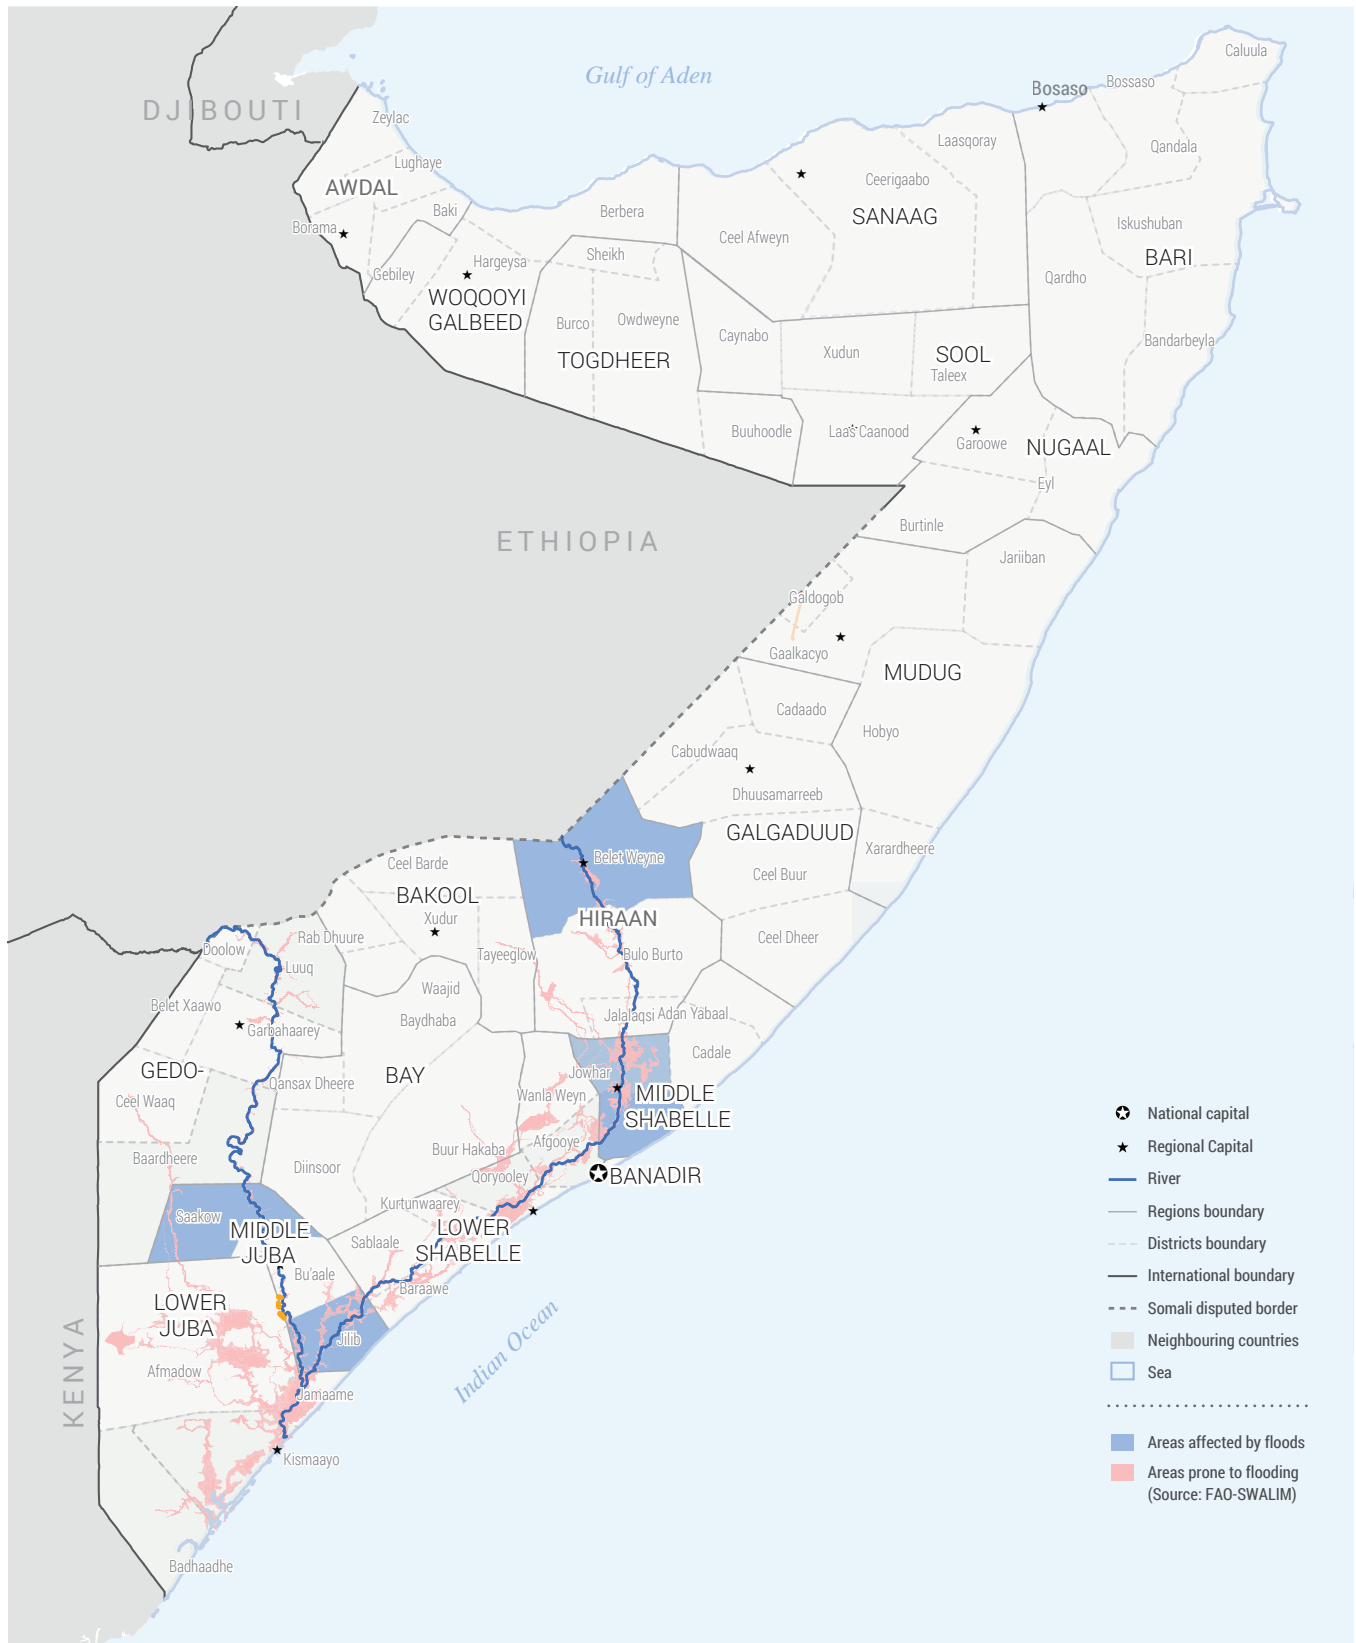 Caluula
Gulf of Aden
Bosaso
Bossaso
DJIBOUTI
Zeylac
Laasqoray
Qandala
Lughaye
AWDAL
Ceerigaabo
Baki
Berbera
SANAAG
Iskushuban
Borama
Ceel Afweyn
BARI
Sheikh
Hargeysa
Gebiley
Qardho
WOQOOYI
GALBEED
Burco
Owdweyne
Caynabo
Bandarbeyla
Xudun
SOOL
TOGDHEER
Taleex
Buuhoodle
Laas Caanood
Garoowe
NUGAAL
Eyl
Burtinle
ETHIOPIA
Jariiban
Galdogob
Gaalkacyo
MUDUG
Cadaado
Hobyo
Cabudwaaq
Dhuusamarreeb
GALGADUUD
Xarardheere
Belet Weyne
Ceel Barde
Ceel Buur
BAKOOL
Xudur
HIRAAN
Rab Dhuure
Ceel Dheer
Doolow
Tayeeglow
Bulo Burto
Luuq
Waajid
Belet Xaawo
Jalalaqsi
Adan Yabaal
Baydhaba
Garbahaarey
Cadale
GEDO-
BAY
Jowhar
Qansax Dheere
MIDDLE
SHABELLE
Ceel Waaq
Wanla Weyn
National capital
Afgooye
Regional Capital
Buur Hakaba
Baardheere
Diinsoor
Qoryooley
BANADIR
River
Kurtunwaarey
Saakow
Regions boundary
MIDDLE
JUBA
LOWER
SHABELLE
Sablaale
Districts boundary
Bu'aale
International boundary
Baraawe
LOWER
JUBA
Somali disputed border
Jilib
Neighbouring countries
Indian Ocean
KENYA
Afmadow
Sea
Jamaame
Areas affected by floods
Kismaayo
Areas prone to flooding
(Source: FAO-SWALIM)
Badhaadhe